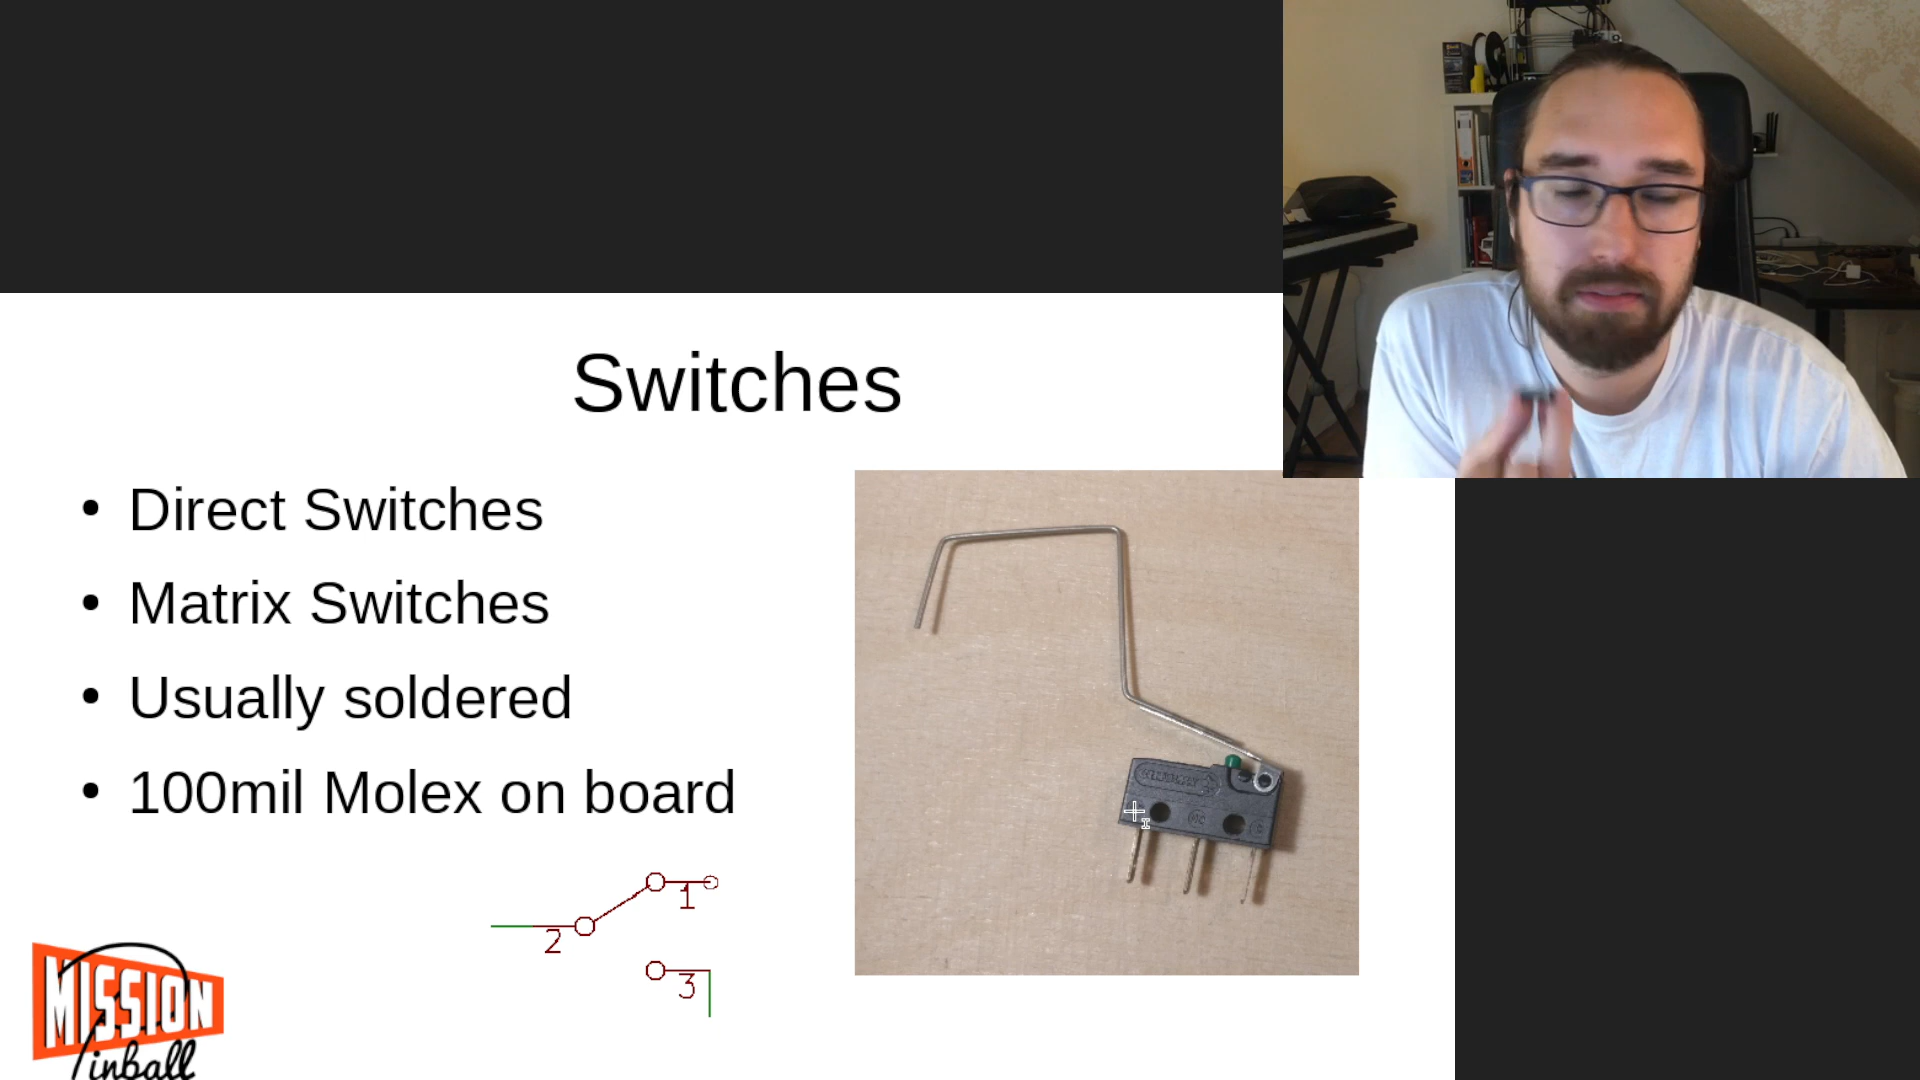 Switches
Direct Switches
Matrix Switches
Usually soldered
100mil Molex on board
1
2
3
MISSION
Pinball